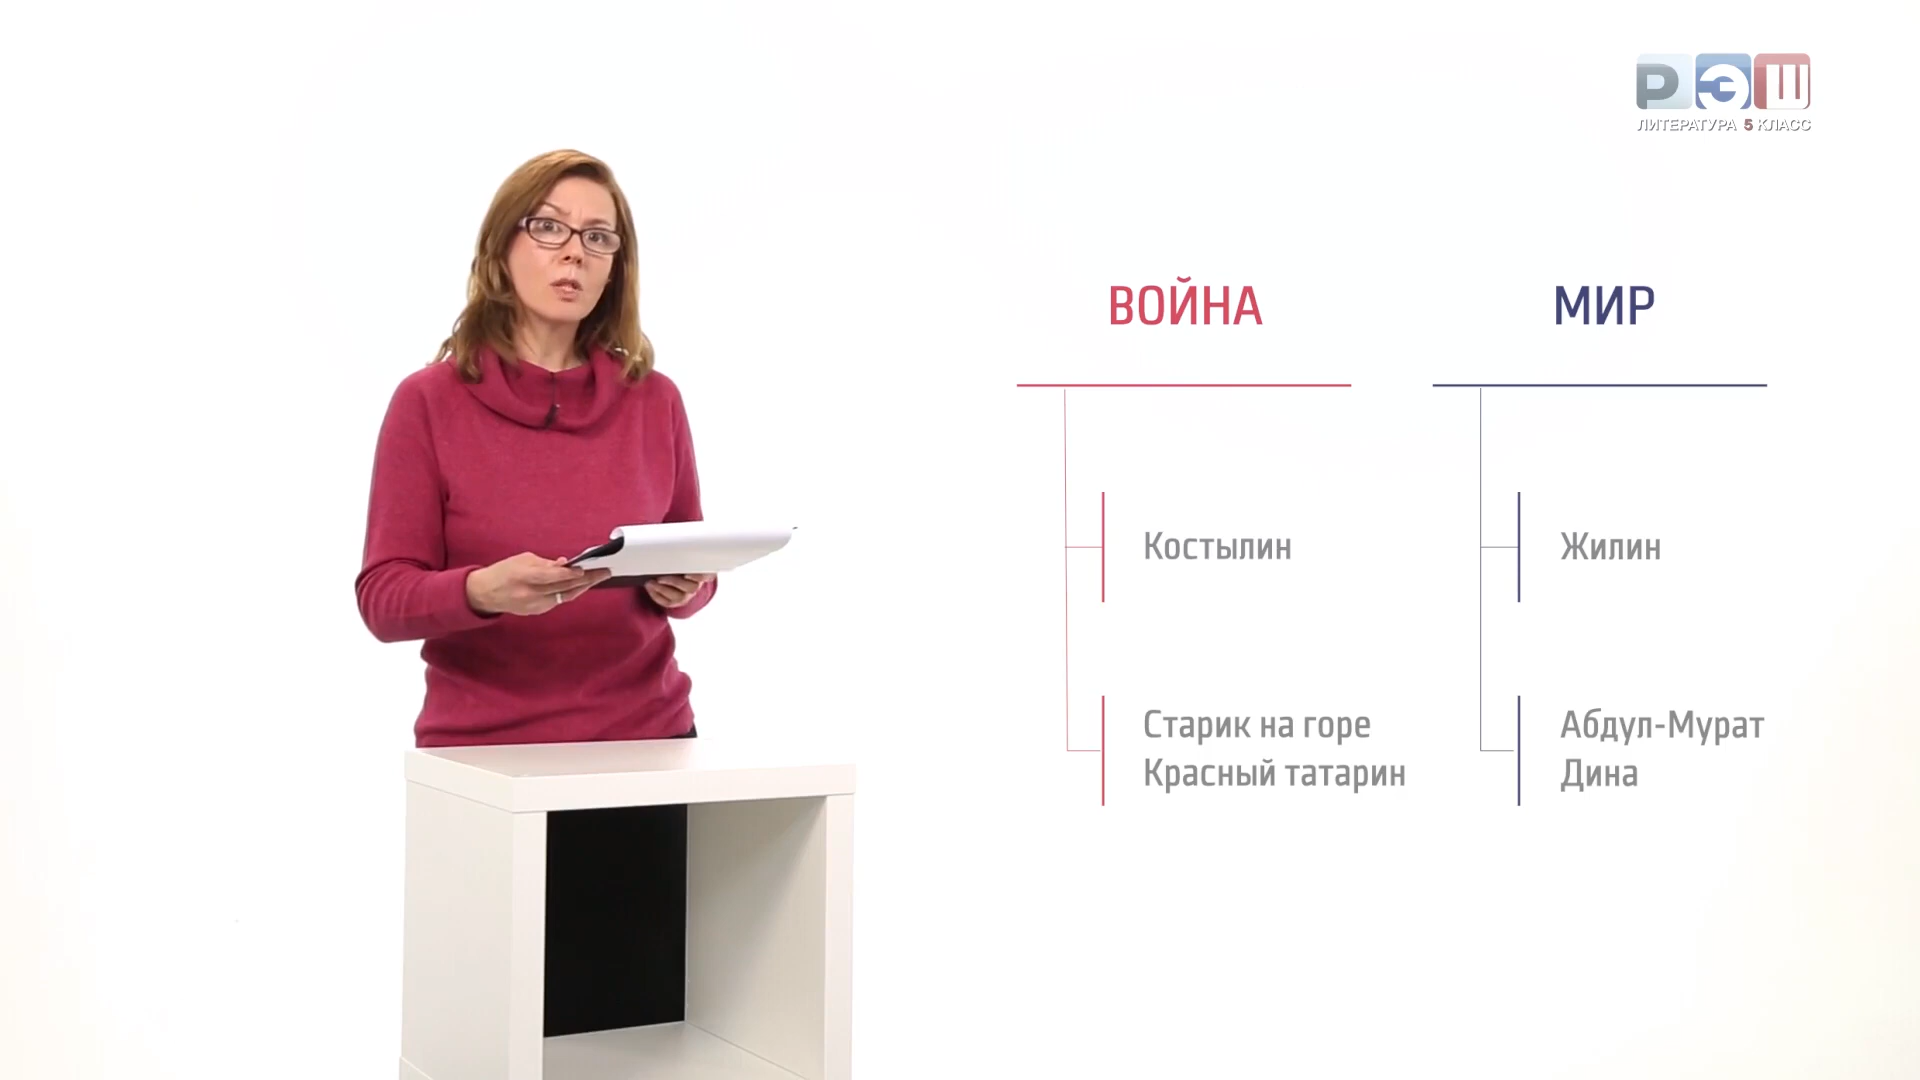 РЭШ
ЛИТЕРАТУРА 5 КЛАСС
ВОЙНА
МИР
Костылин
Жилин
Старик на горе
Красный татарин
Абдул-Мурат
Дина